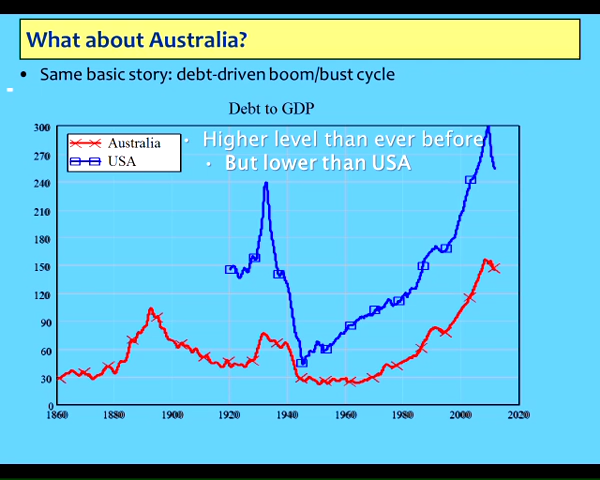 What about Australia?
• Same basic story: debt-driven boom/bust cycle
Debt to GDP
Australia
USA
• Higher level than ever before
• But lower than USA
300
270
240
210
180
150
120
90
60
30
0
1860 1880 1900 1920 1940 1960 1980 2000 2020